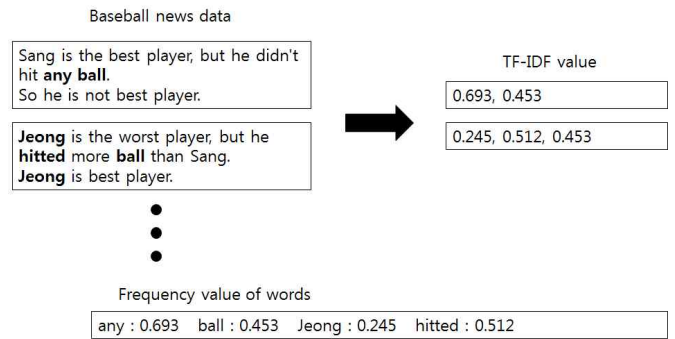 Baseball news data
Sang is the best player, but he didn't
hit any ball.
So he is not best player.
TF-IDF value
0.693, 0.453
Jeong is the worst player, but he
hitted more ball than Sang.
Jeong is best player.
0.245, 0.512, 0.453
Frequency value of words
any : 0.693 ball : 0.453 Jeong : 0.245 hitted : 0.512